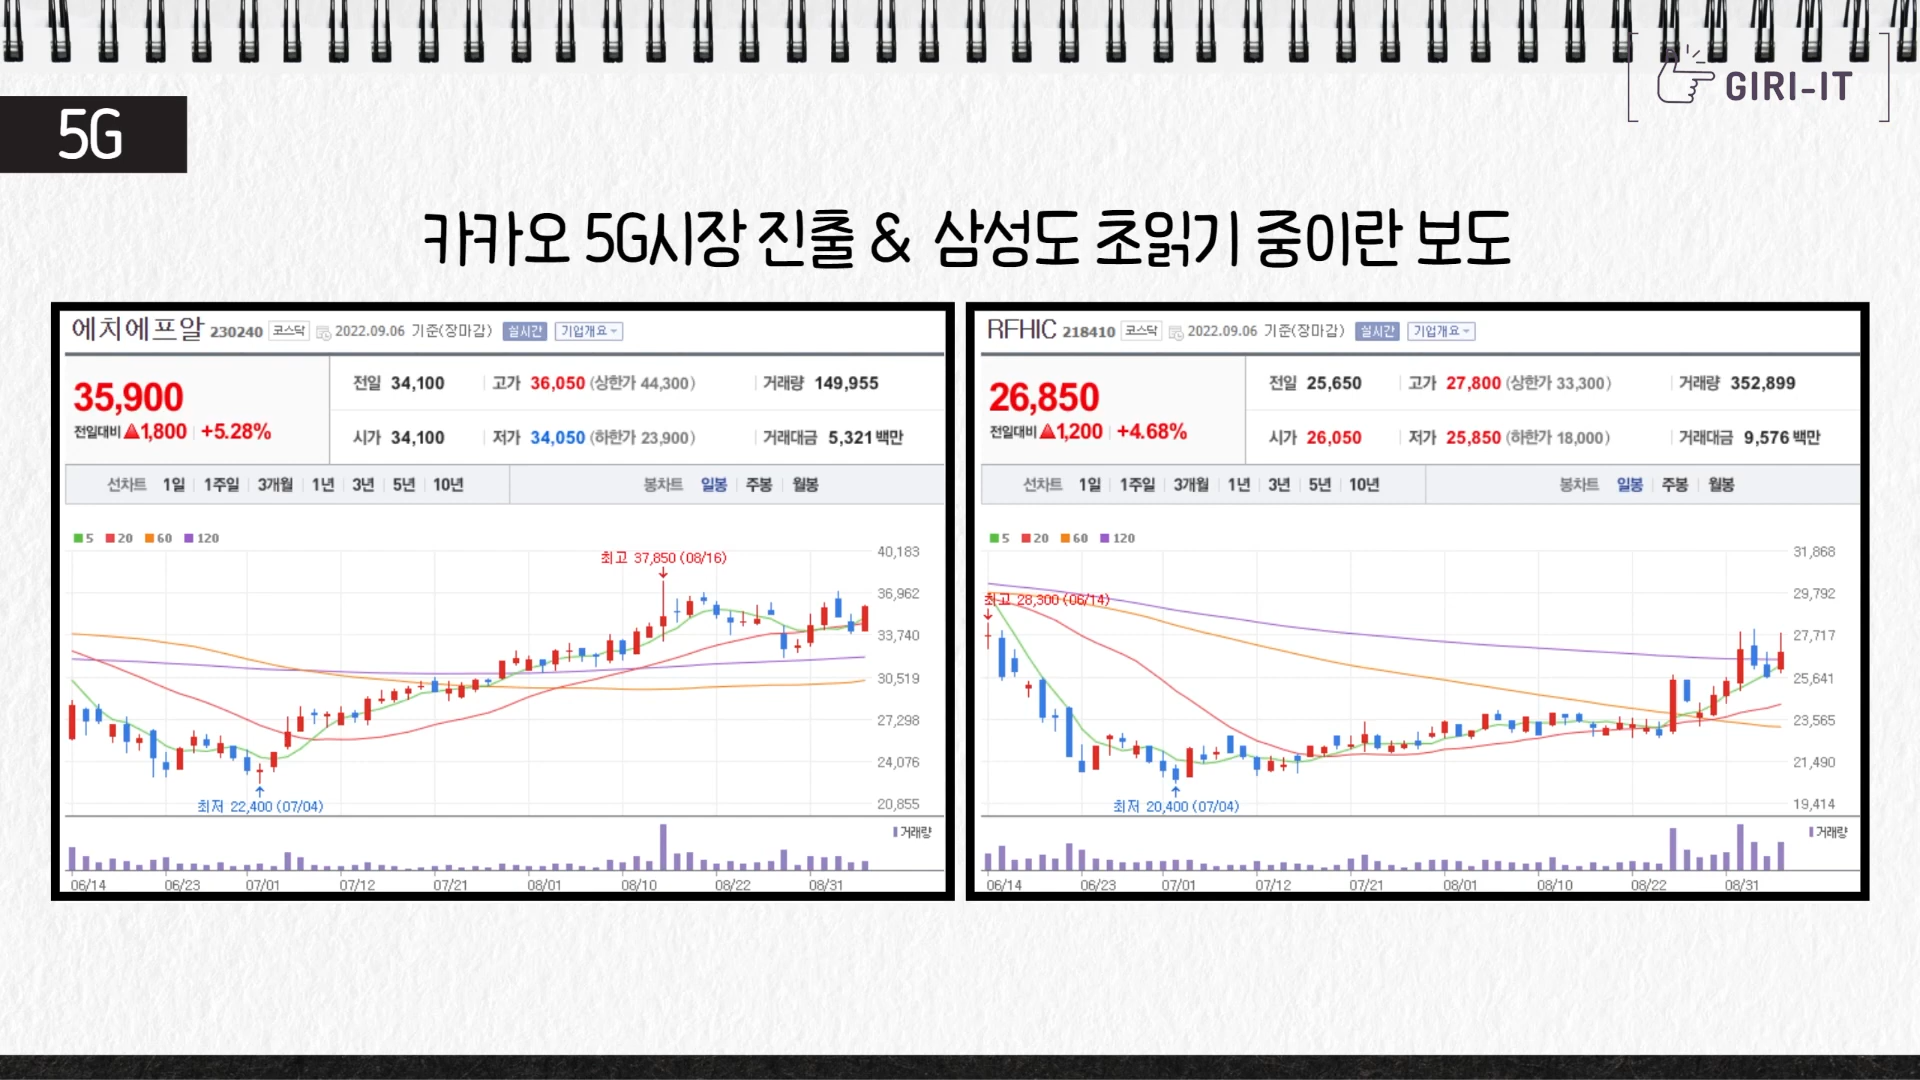 GIRI-IT
5G
카카오 5G시장 진출 & 삼성도 초읽기 중이란 보도
에치에프알 230240 코스닥 2022.09.06 기준(장마감) 실시간 기업개요
35,900
전일대비 ▲1,800 +5.28%
전일 34,100 고가 36,050 (상한가 44,300) 거래량 149,955
시가 34,100 저가 34,050 (하한가 23,900) 거래대금 5,321 백만
선차트 1일 1주일 3개월 1년 3년 5년 10년 봉차트 일봉 주봉 월봉
5 20 60 120
최고 37,850 (08/16)
40,183
36,962
33,740
30,519
27,298
24,076
20,855
최저 22,400 (07/04)
거래량
06/14 06/23 07/01 07/12 07/21 08/01 08/10 08/22 08/31
RFHIC 218410 코스닥 2022.09.06 기준(장마감) 실시간 기업개요
26,850
전일대비 ▲1,200 +4.68%
전일 25,650 고가 27,800 (상한가 33,300) 거래량 352,899
시가 26,050 저가 25,850 (하한가 18,000) 거래대금 9,576 백만
선차트 1일 1주일 3개월 1년 3년 5년 10년 봉차트 일봉 주봉 월봉
5 20 60 120
최고 28,300 (06/14)
31,868
29,792
27,717
25,641
23,565
21,490
19,414
최저 20,400 (07/04)
거래량
06/14 06/23 07/01 07/12 07/21 08/01 08/10 08/22 08/31